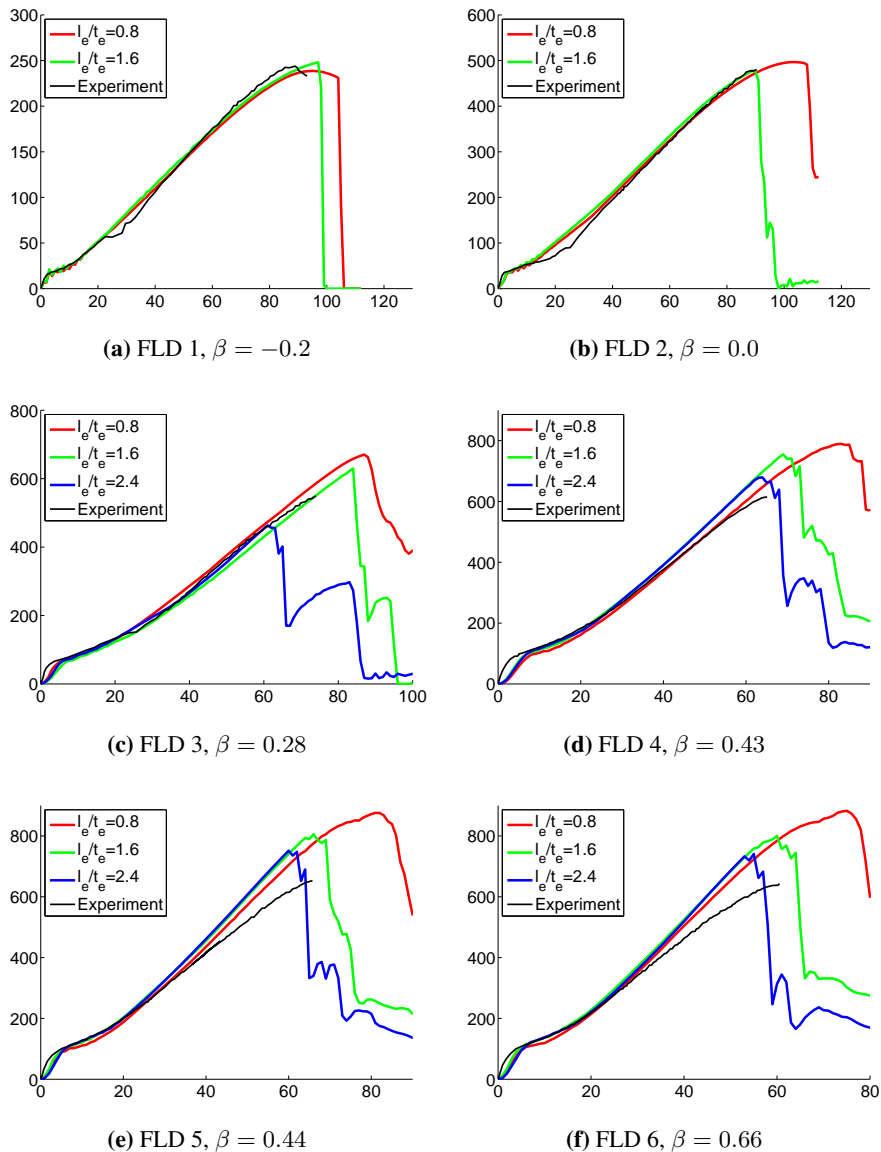 300
250
200
150
100
50
0
0 20 40 60 80 100 120
l_e/t_e=0.8
l_e/t_e=1.6
Experiment
(a) FLD 1, β = −0.2
600
500
400
300
200
100
0
0 20 40 60 80 100 120
l_e/t_e=0.8
l_e/t_e=1.6
Experiment
(b) FLD 2, β = 0.0
800
600
400
200
0
0 20 40 60 80 100
l_e/t_e=0.8
l_e/t_e=1.6
l_e/t_e=2.4
Experiment
(c) FLD 3, β = 0.28
800
600
400
200
0
0 20 40 60 80
l_e/t_e=0.8
l_e/t_e=1.6
l_e/t_e=2.4
Experiment
(d) FLD 4, β = 0.43
800
600
400
200
0
0 20 40 60 80
l_e/t_e=0.8
l_e/t_e=1.6
l_e/t_e=2.4
Experiment
(e) FLD 5, β = 0.44
800
600
400
200
0
0 20 40 60 80
l_e/t_e=0.8
l_e/t_e=1.6
l_e/t_e=2.4
Experiment
(f) FLD 6, β = 0.66